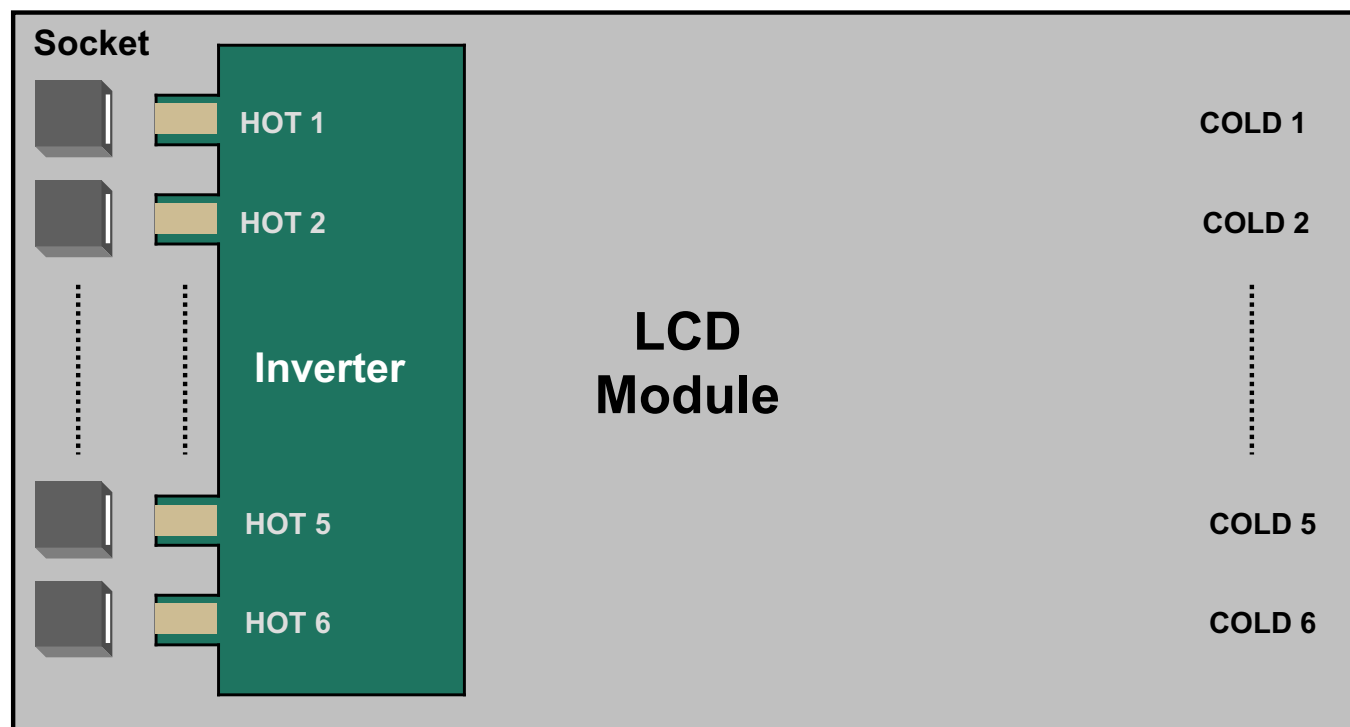 Socket
HOT 1
COLD 1
HOT 2
COLD 2
Inverter
LCD
Module
HOT 5
COLD 5
HOT 6
COLD 6